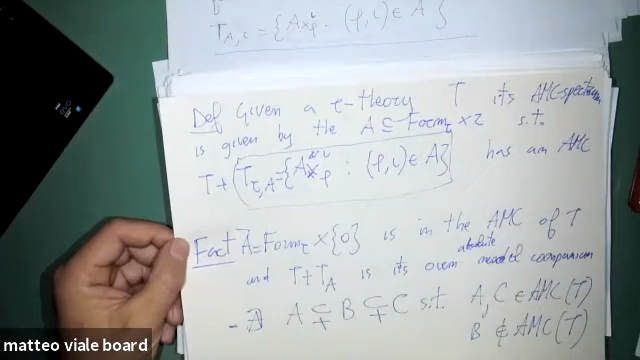 T_{A,τ} = {Ax_φ^i . (φ,i) ∈ A}
Def Given a τ-theory T its AMC-spectrum
is given by the A ⊆ Form_τ × 2 s.t.
T + T_{τ,A} = {Ax_φ^i : (φ,i) ∈ A} has an AMC
Fact A = Form_τ × {0} is in the AMC of T
and T + T_A is its own absolute model companion
- ∃ A ⊊ B ⊊ C s.t. A, C ∈ AMC(T)
B ∉ AMC(T)
matteo viale board